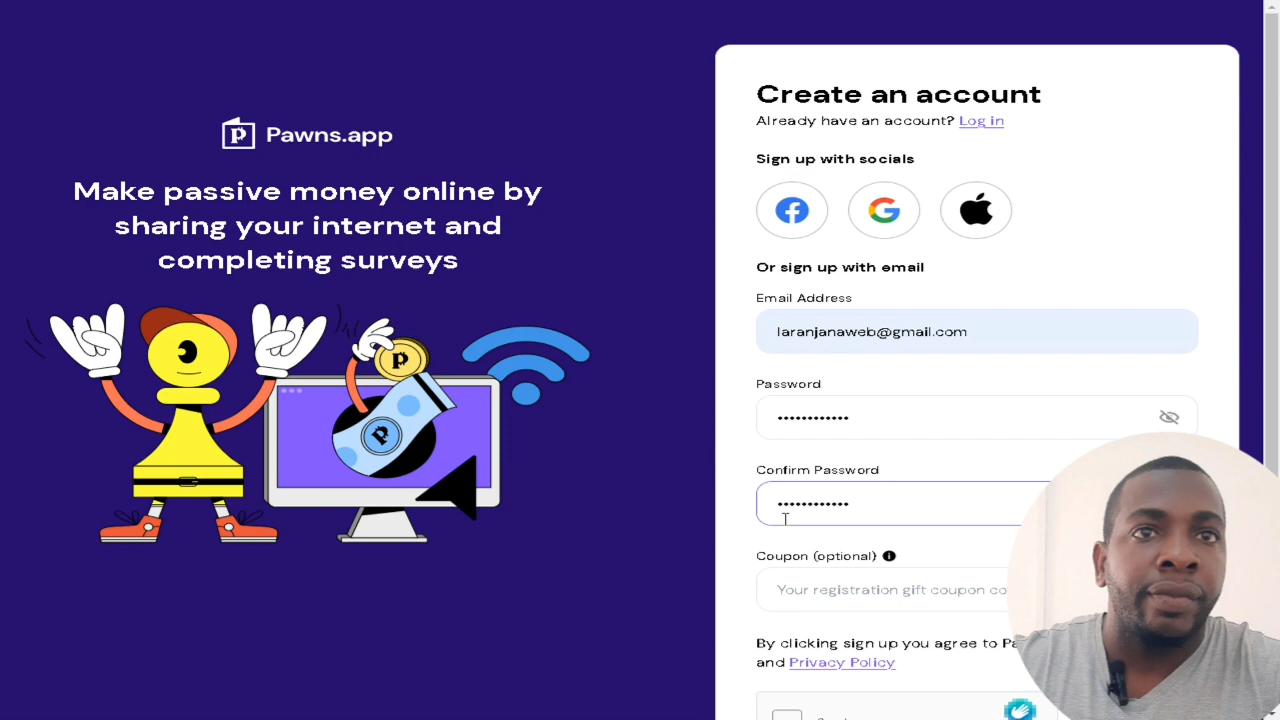 Pawns.app
Make passive money online by
sharing your internet and
completing surveys
Create an account
Already have an account? Log in
Sign up with socials
Or sign up with email
Email Address
laranjanaweb@gmail.com
Password
••••••••••••
Confirm Password
••••••••••••
Coupon (optional)
Your registration gift coupon co
By clicking sign up you agree to Pa
and Privacy Policy